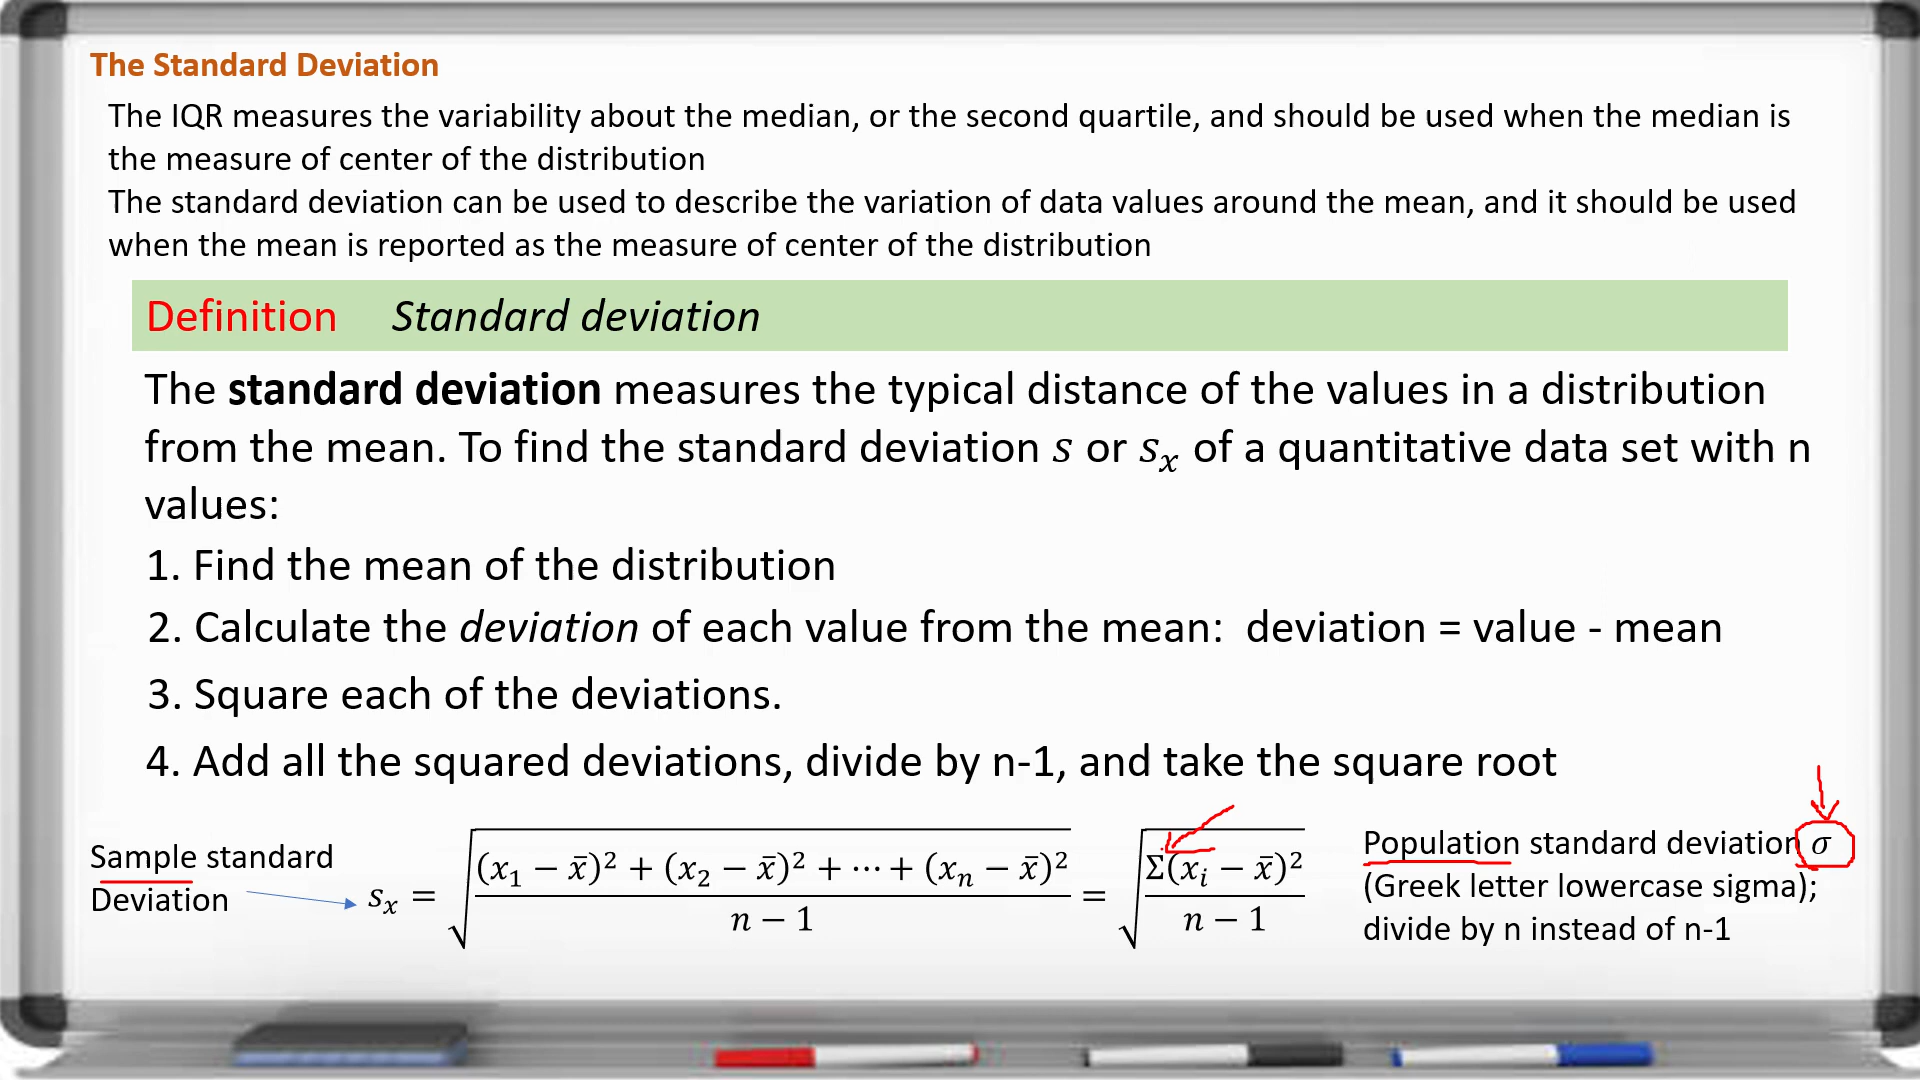 The Standard Deviation
The IQR measures the variability about the median, or the second quartile, and should be used when the median is
the measure of center of the distribution
The standard deviation can be used to describe the variation of data values around the mean, and it should be used
when the mean is reported as the measure of center of the distribution
Definition Standard deviation
The standard deviation measures the typical distance of the values in a distribution
from the mean. To find the standard deviation s or sₓ of a quantitative data set with n
values:
1. Find the mean of the distribution
2. Calculate the deviation of each value from the mean: deviation = value - mean
3. Square each of the deviations.
4. Add all the squared deviations, divide by n-1, and take the square root
Sample standard
Deviation
sₓ = √(((x₁ − x̄)² + (x₂ − x̄)² + ⋯ + (xₙ − x̄)²)/(n − 1)) = √(Σ(xᵢ − x̄)²/(n − 1))
Population standard deviation σ
(Greek letter lowercase sigma);
divide by n instead of n-1